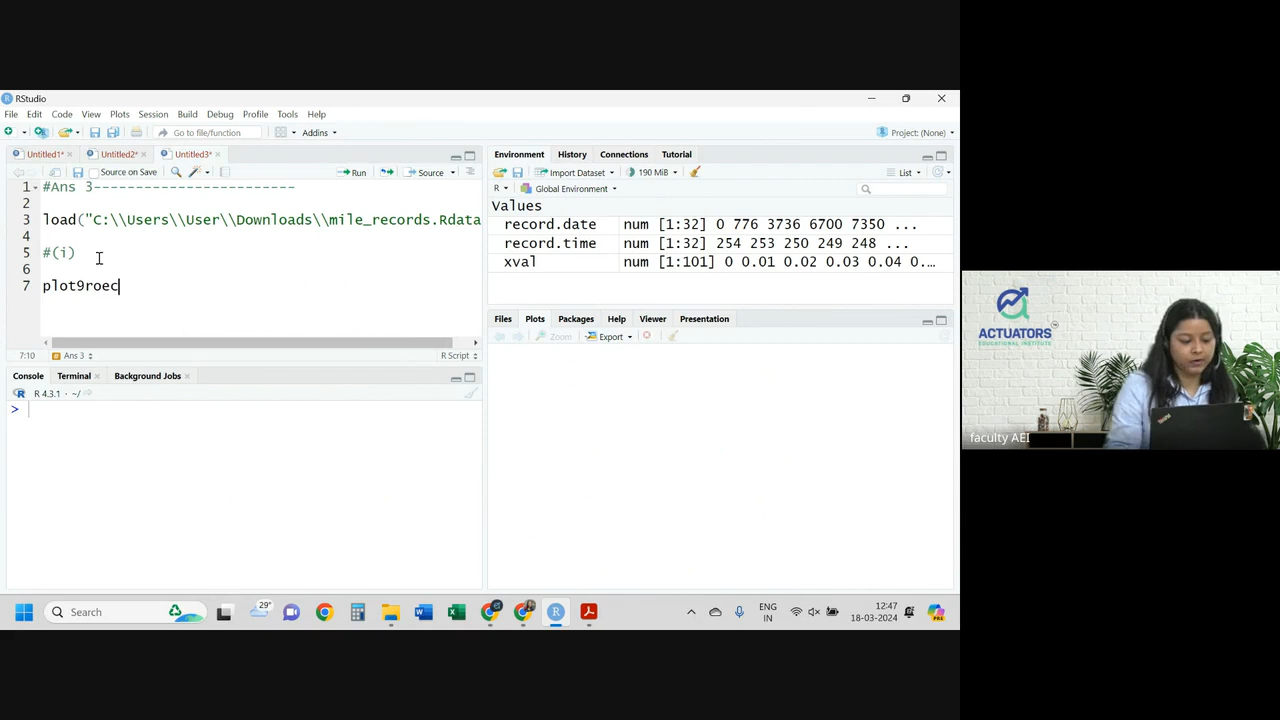 RStudio
File Edit Code View Plots Session Build Debug Profile Tools Help
Go to file/function Addins Project: (None)
Untitled1* Untitled2* Untitled3*
Source on Save Run Source
1 #Ans 3------------------------
2
3 load("C:\\Users\\User\\Downloads\\mile_records.Rdata
4
5 #(i)
6
7 plot9roec
7:10 Ans 3 R Script
Console Terminal Background Jobs
R 4.3.1 · ~/
>
Environment History Connections Tutorial
Import Dataset 190 MiB List
R Global Environment
Values
record.date num [1:32] 0 776 3736 6700 7350 ...
record.time num [1:32] 254 253 250 249 248 ...
xval num [1:101] 0 0.01 0.02 0.03 0.04 0.…
Files Plots Packages Help Viewer Presentation
Zoom Export
ACTUATORS
EDUCATIONAL INSTITUTE
faculty AEI
Search 29° ENG IN 12:47 18-03-2024